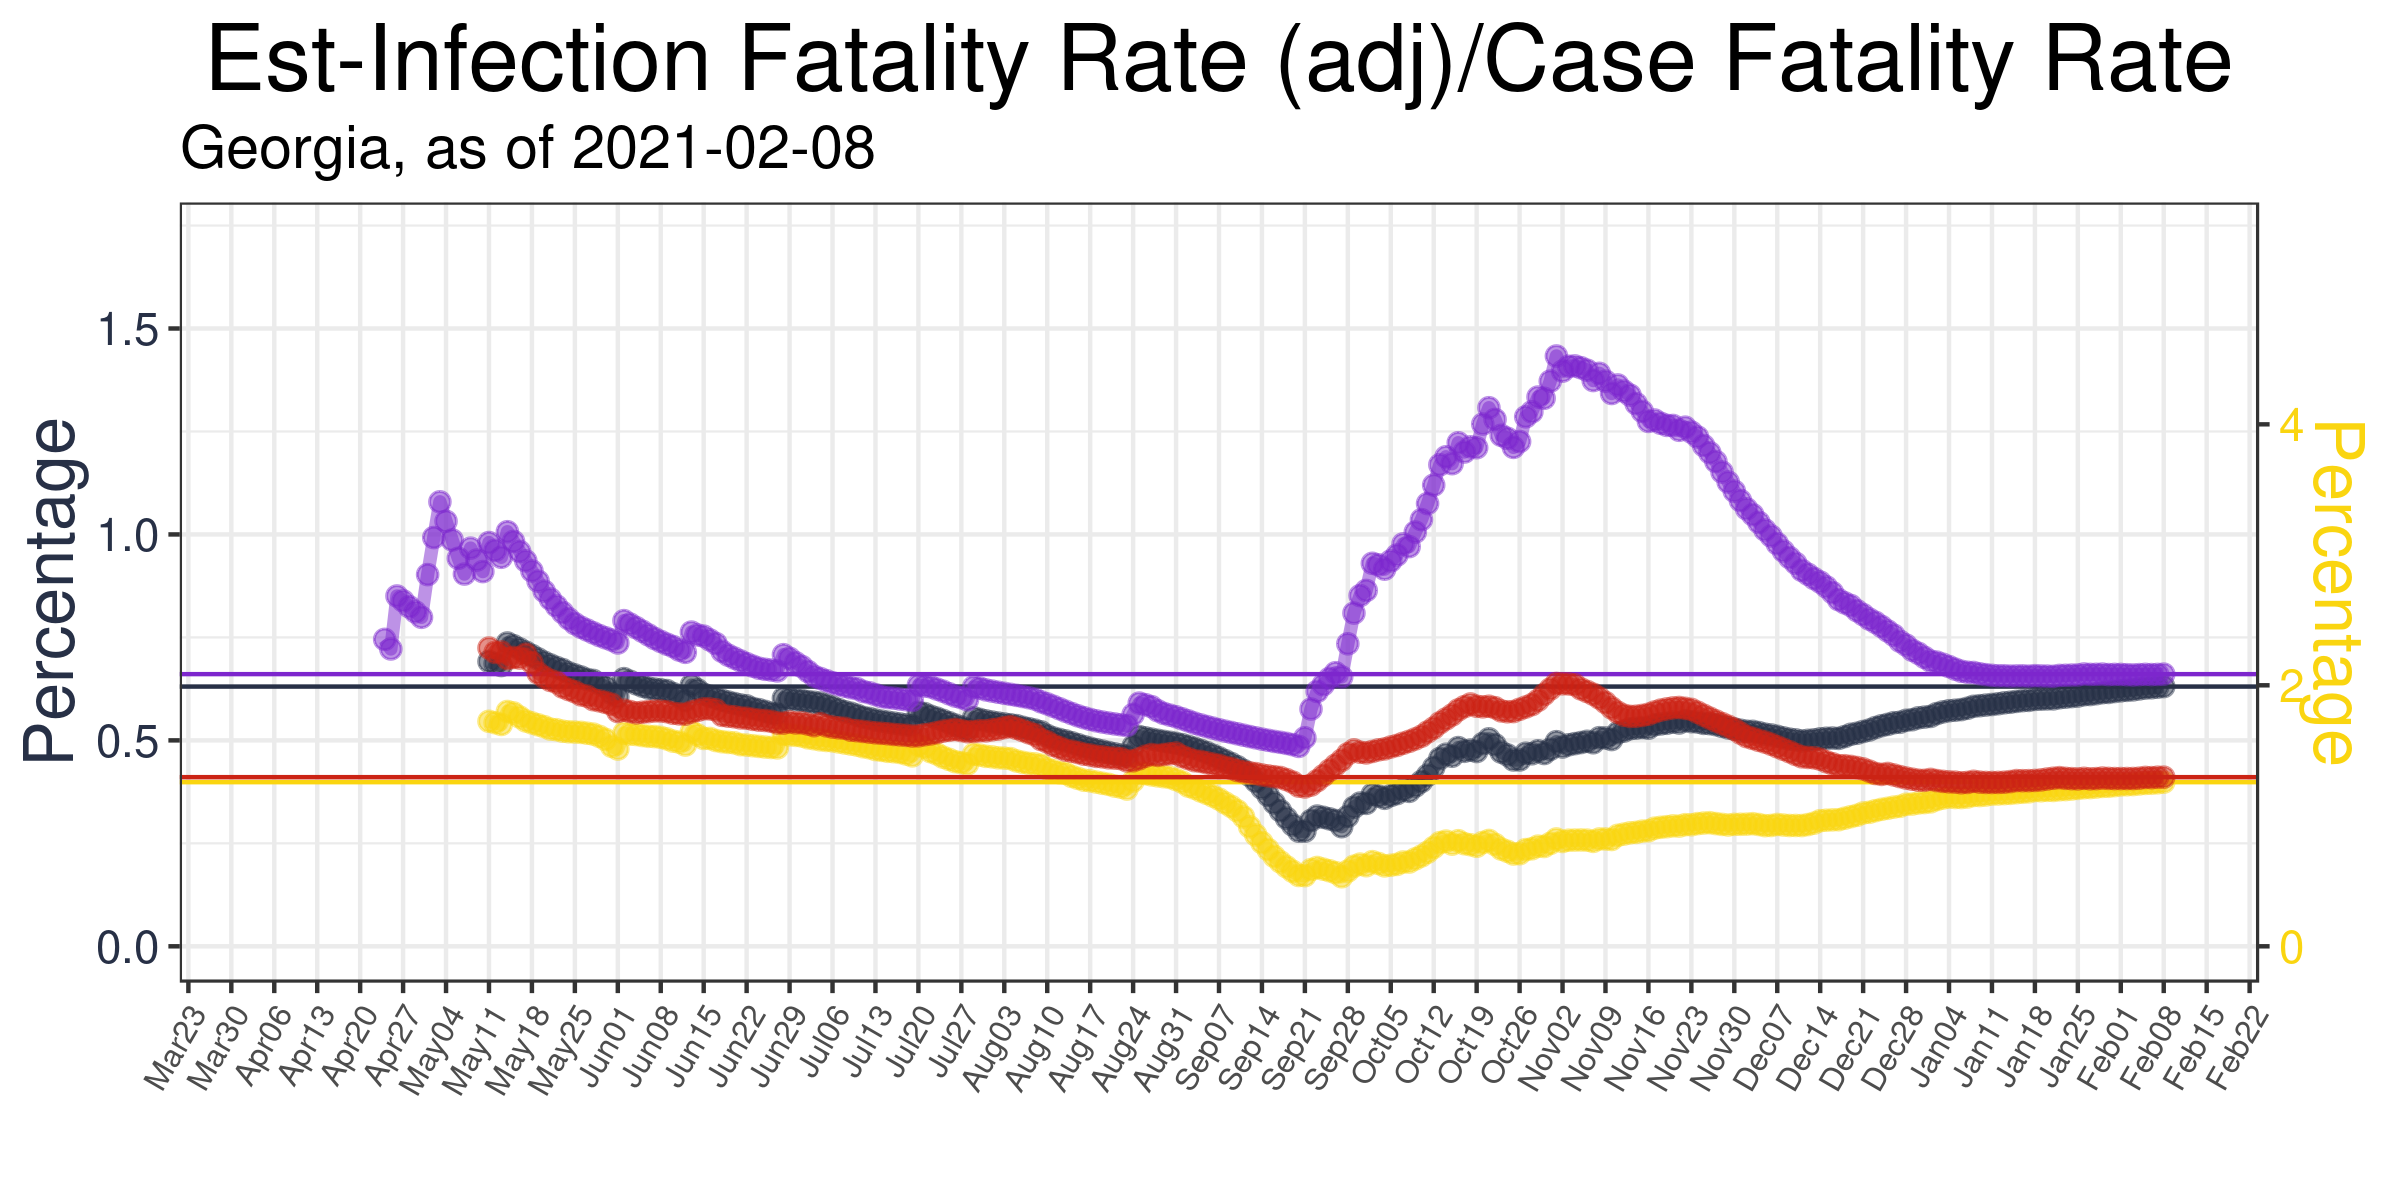 Est-Infection Fatality Rate (adj)/Case Fatality Rate
Georgia, as of 2021-02-08
Percentage
1.5
1.0
0.5
0.0
4
2
0
Percentage
Mar23 Mar30 Apr06 Apr13 Apr20 Apr27 May04 May11 May18 May25 Jun01 Jun08 Jun15 Jun22 Jun29 Jul06 Jul13 Jul20 Jul27 Aug03 Aug10 Aug17 Aug24 Aug31 Sep07 Sep14 Sep21 Sep28 Oct05 Oct12 Oct19 Oct26 Nov02 Nov09 Nov16 Nov23 Nov30 Dec07 Dec14 Dec21 Dec28 Jan04 Jan11 Jan18 Jan25 Feb01 Feb08 Feb15 Feb22